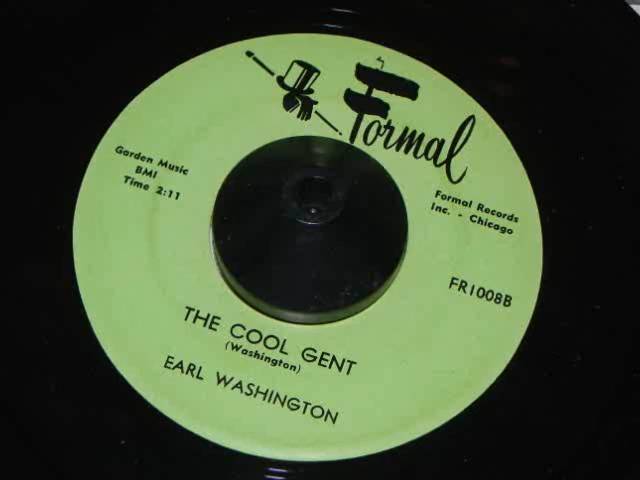 Formal
Garden Music
BMI
Time 2:11
Formal Records
Inc. - Chicago
FR1008B
THE COOL GENT
(Washington)
EARL WASHINGTON